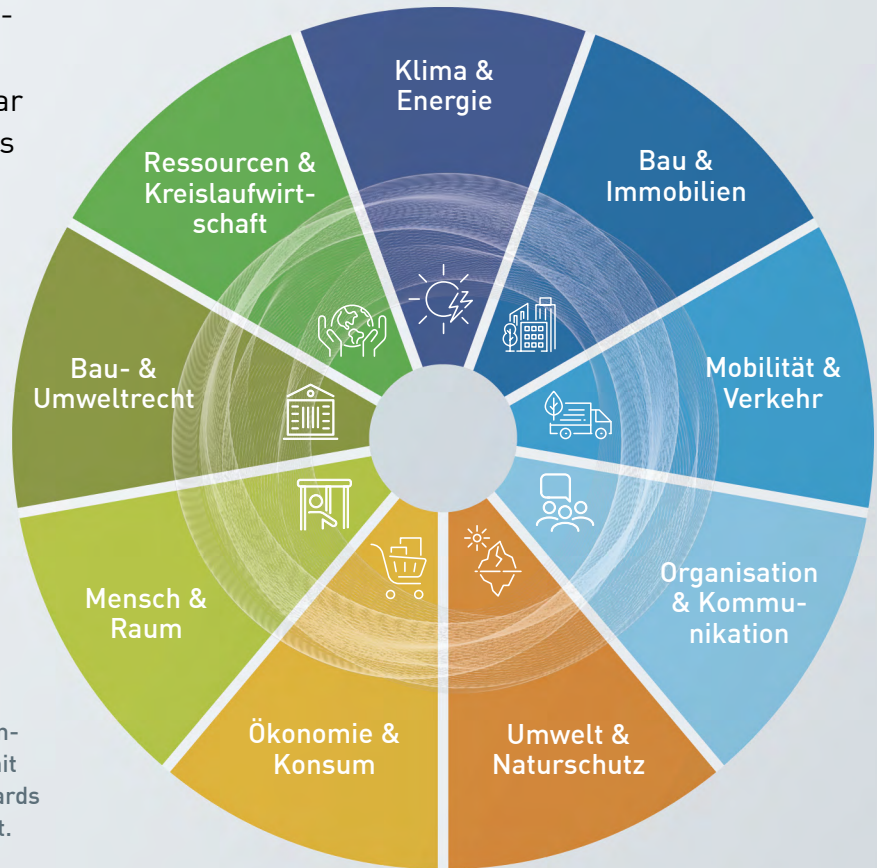 Klima &
Energie
Bau &
Immobilien
Mobilität &
Verkehr
Organisation
& Kommu-
nikation
Umwelt &
Naturschutz
Ökonomie &
Konsum
Mensch &
Raum
Bau- &
Umweltrecht
Ressourcen &
Kreislaufwirt-
schaft